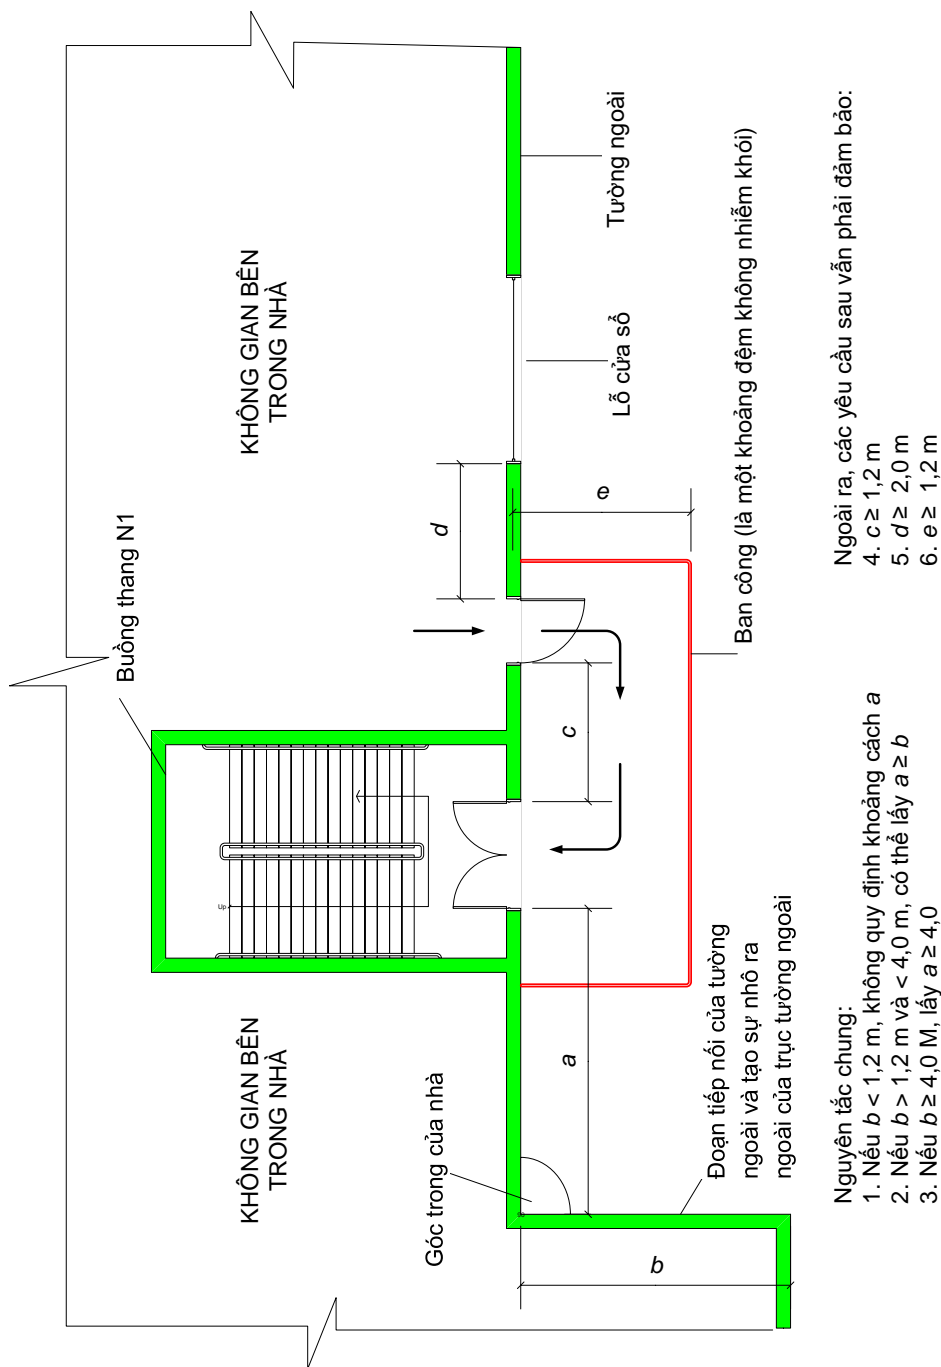 KHÔNG GIAN BÊN
TRONG NHÀ
Buồng thang N1
KHÔNG GIAN BÊN
TRONG NHÀ
Up
Góc trong của nhà
a
b
c
d
e
Đoạn tiếp nối của tường
ngoài và tạo sự nhô ra
ngoài của trục tường ngoài
Lỗ cửa sổ
Tường ngoài
Ban công (là một khoảng đệm không nhiễm khói)
Nguyên tắc chung:
1. Nếu b < 1,2 m, không quy định khoảng cách a
2. Nếu b > 1,2 m và < 4,0 m, có thể lấy a ≥ b
3. Nếu b ≥ 4,0 M, lấy a ≥ 4,0
Ngoài ra, các yêu cầu sau vẫn phải đảm bảo:
4. c ≥ 1,2 m
5. d ≥ 2,0 m
6. e ≥ 1,2 m